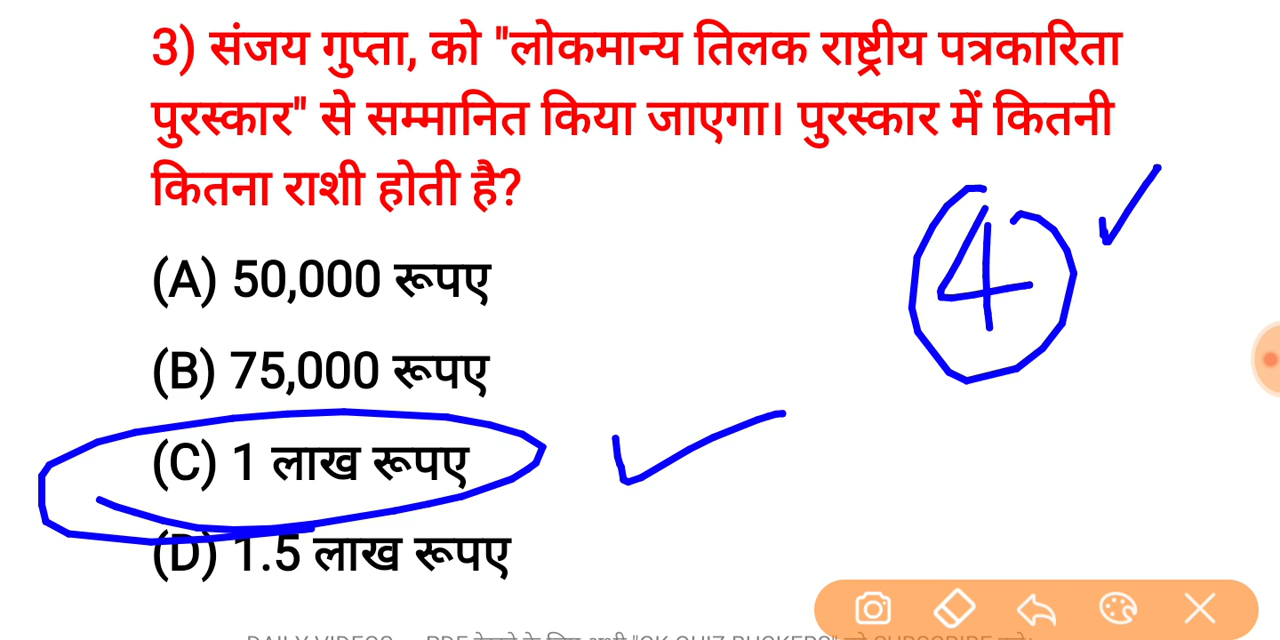 3) संजय गुप्ता, को "लोकमान्य तिलक राष्ट्रीय पत्रकारिता
पुरस्कार" से सम्मानित किया जाएगा। पुरस्कार में कितनी
कितना राशी होती है?
4
(A) 50,000 रूपए
(B) 75,000 रूपए
(C) 1 लाख रूपए
(D) 1.5 लाख रूपए